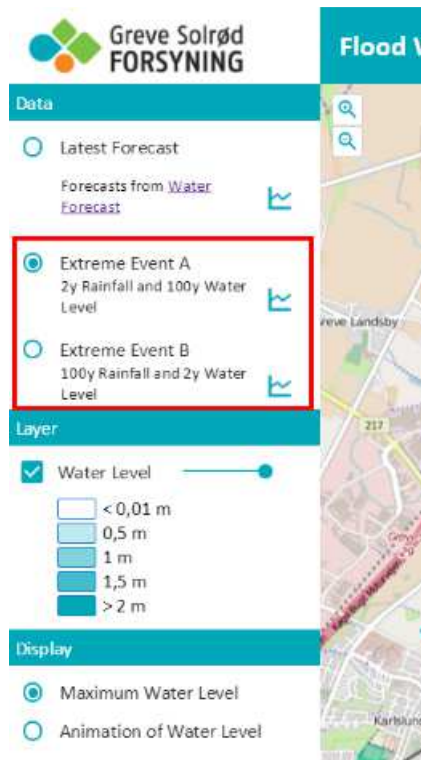 Greve Solrød
FORSYNING
Flood
Data
Latest Forecast
Forecasts from Water
Forecast
Extreme Event A
2y Rainfall and 100y Water
Level
Extreme Event B
100y Rainfall and 2y Water
Level
Layer
Water Level
< 0,01 m
0,5 m
1 m
1,5 m
> 2 m
Display
Maximum Water Level
Animation of Water Level
reve Landsby
217
Karlslun